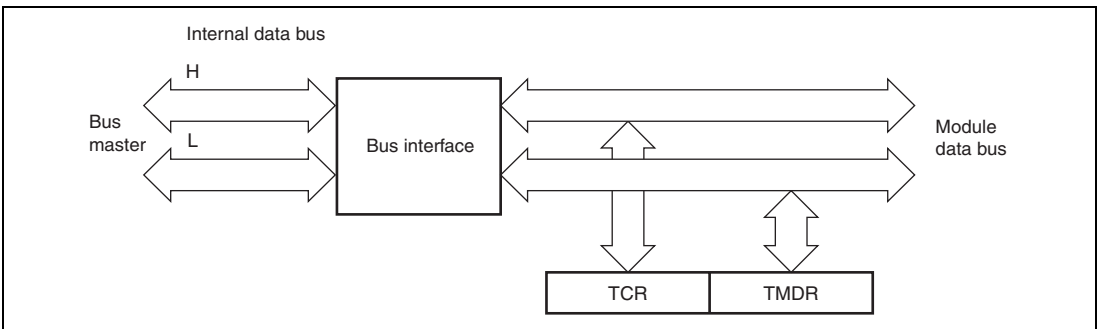 Internal data bus
H
Bus
master
L
Bus interface
Module
data bus
TCR
TMDR